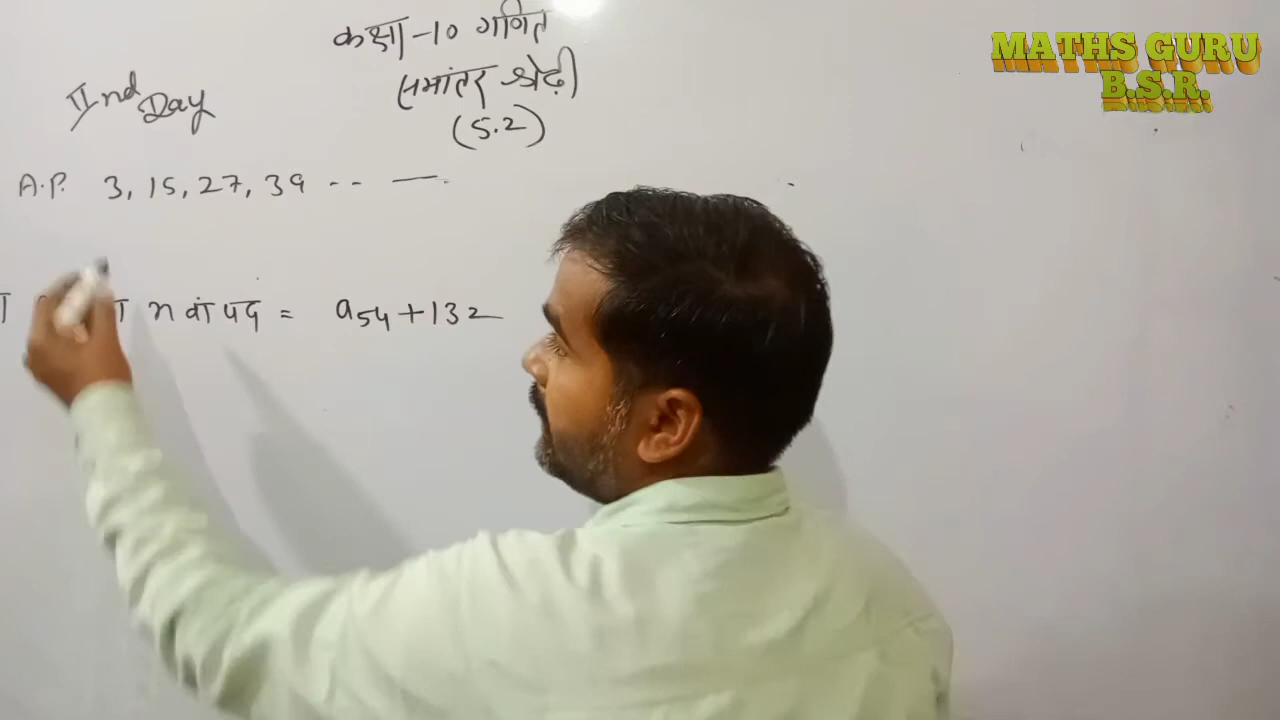 MATHS GURU
B.S.R.
कक्षा-10 गणित
IInd Day
समांतर श्रेढ़ी
(5.2)
A.P. 3, 15, 27, 39 -- —.
n वां पद = a54+132